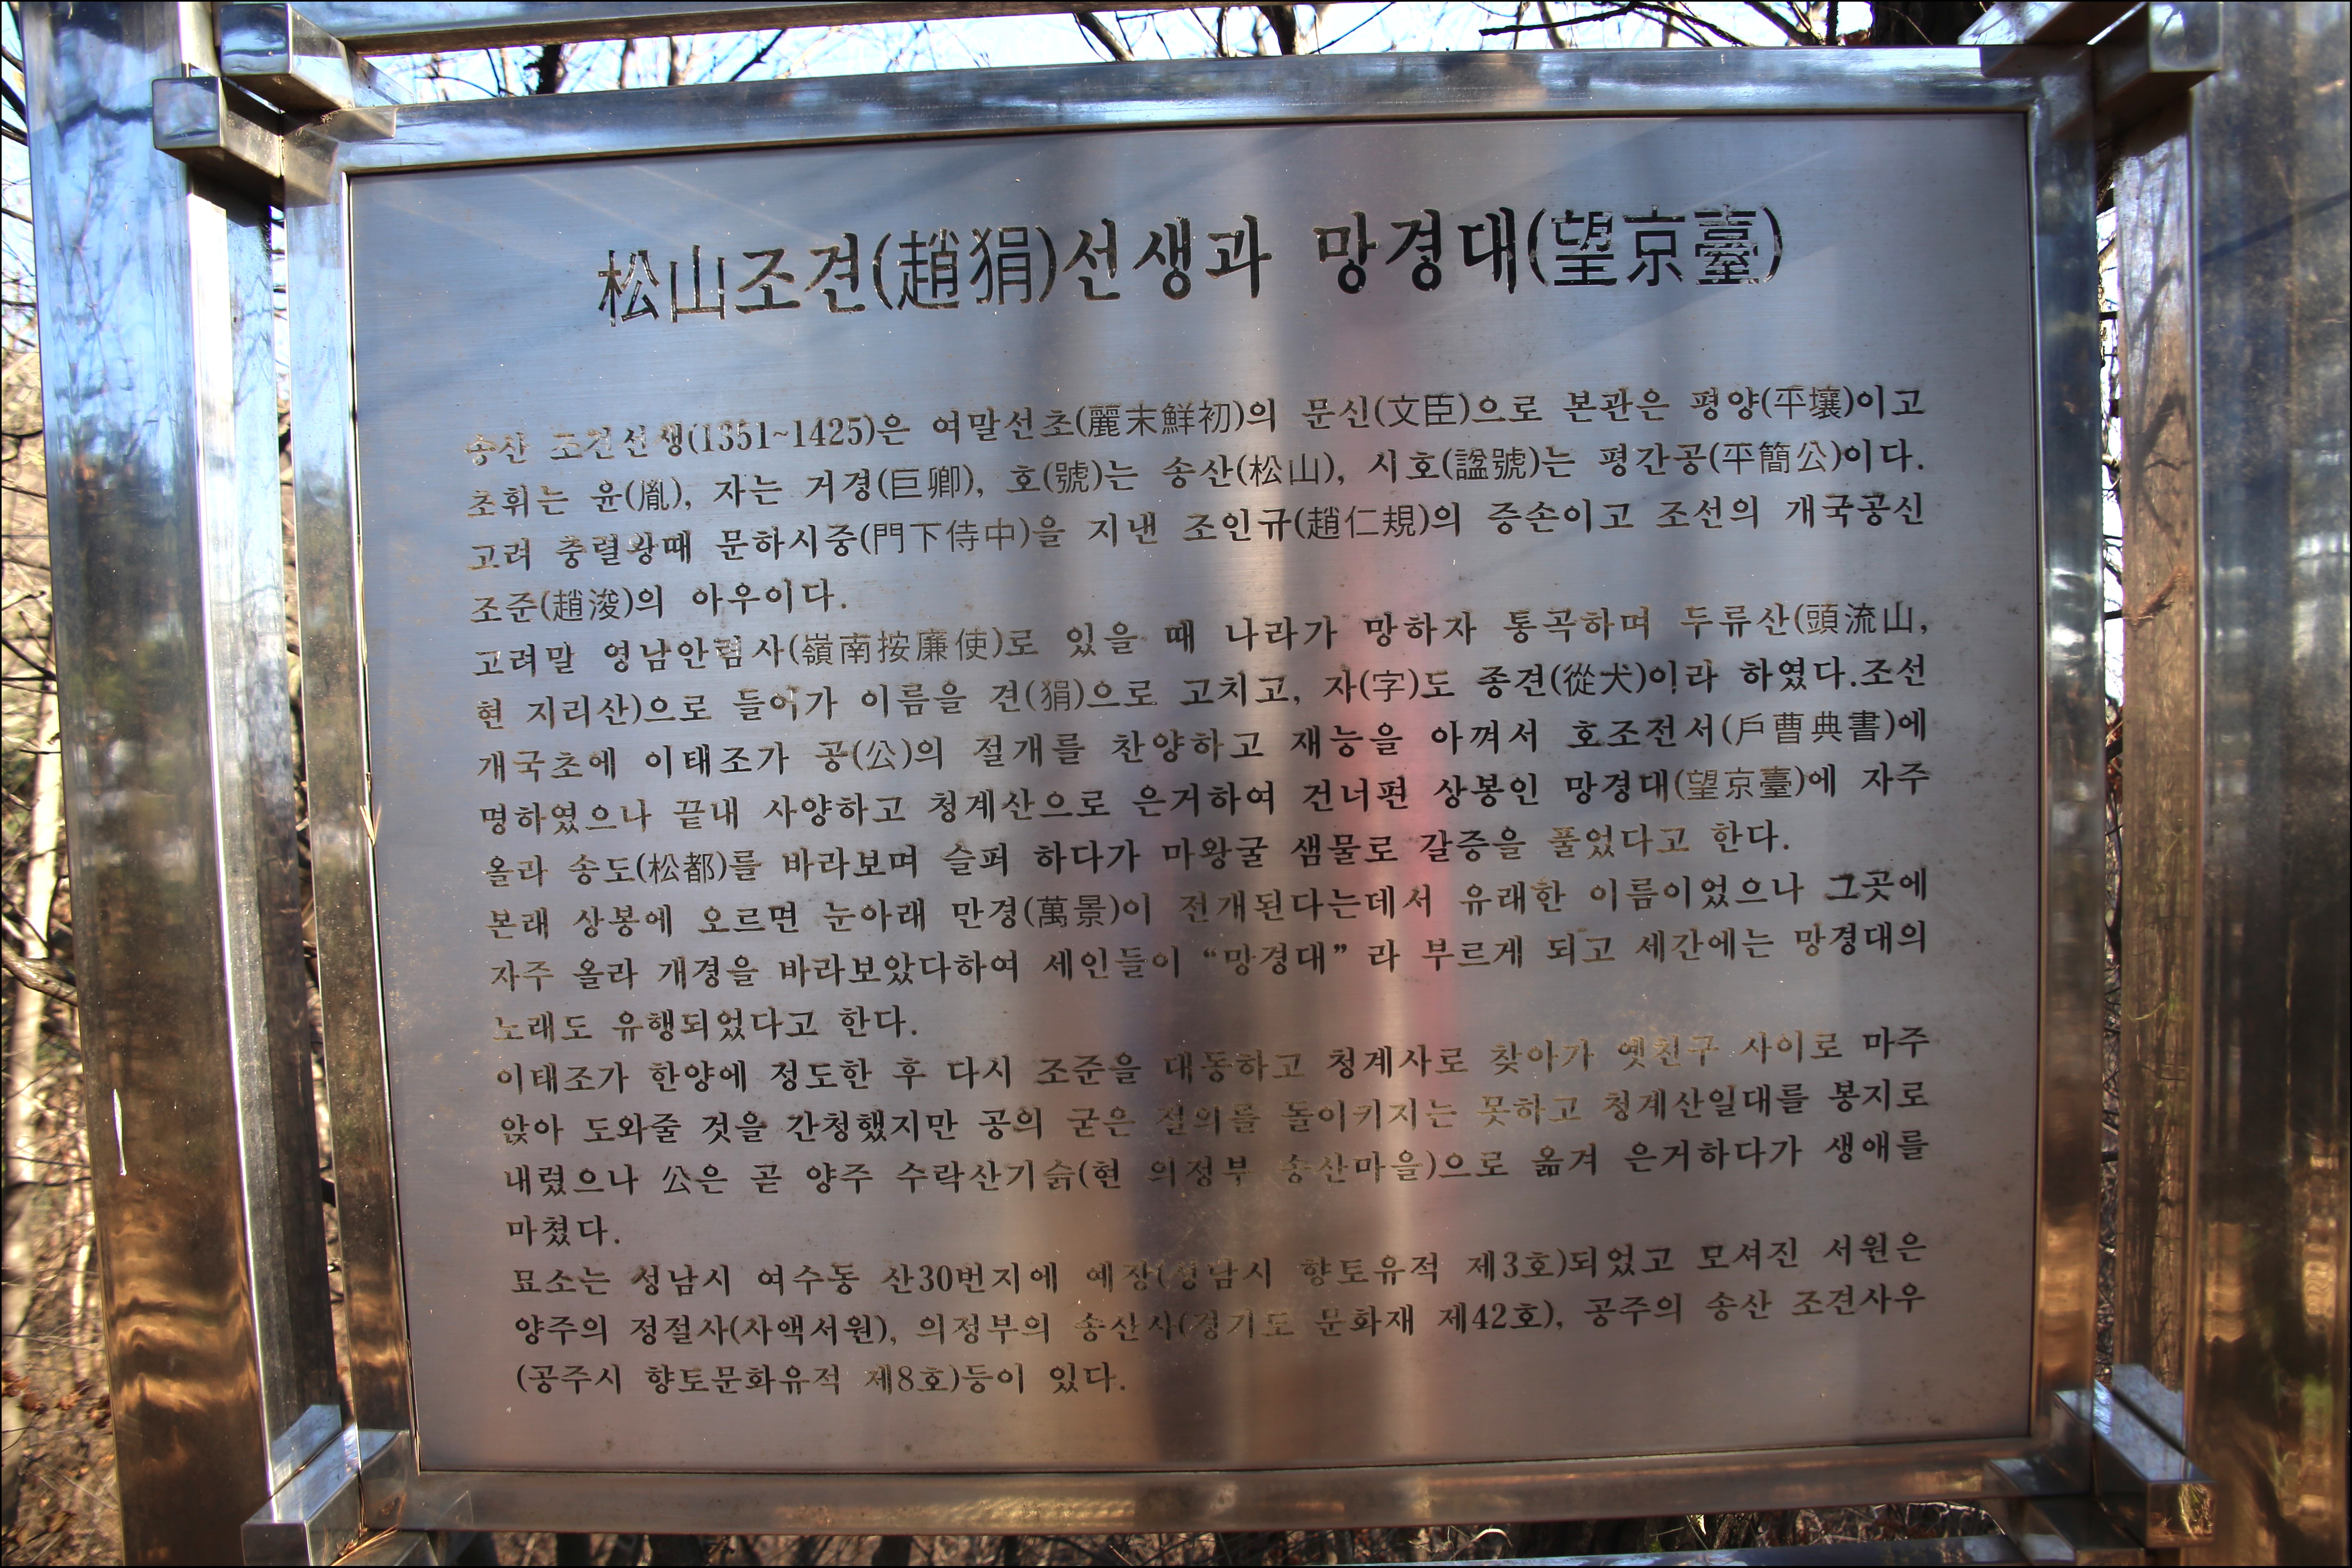 松山조견(趙狷)선생과 망경대(望京臺)
송산 조견선생(1351~1425)은 여말선초(麗末鮮初)의 문신(文臣)으로 본관은 평양(平壤)이고
초휘는 윤(胤), 자는 거경(巨卿), 호(號)는 송산(松山), 시호(諡號)는 평간공(平簡公)이다.
고려 충렬왕때 문하시중(門下侍中)을 지낸 조인규(趙仁規)의 증손이고 조선의 개국공신
조준(趙浚)의 아우이다.
고려말 영남안렴사(嶺南按廉使)로 있을 때 나라가 망하자 통곡하며 두류산(頭流山,
현 지리산)으로 들어가 이름을 견(狷)으로 고치고, 자(字)도 종견(從犬)이라 하였다.조선
개국초에 이태조가 공(公)의 절개를 찬양하고 재능을 아껴서 호조전서(戶曹典書)에
명하였으나 끝내 사양하고 청계산으로 은거하여 건너편 상봉인 망경대(望京臺)에 자주
올라 송도(松都)를 바라보며 슬퍼 하다가 마왕굴 샘물로 갈증을 풀었다고 한다.
본래 상봉에 오르면 눈아래 만경(萬景)이 전개된다는데서 유래한 이름이었으나 그곳에
자주 올라 개경을 바라보았다하여 세인들이 “망경대” 라 부르게 되고 세간에는 망경대의
노래도 유행되었다고 한다.
이태조가 한양에 정도한 후 다시 조준을 대동하고 청계사로 찾아가 옛친구 사이로 마주
앉아 도와줄 것을 간청했지만 공의 굳은 절의를 돌이키지는 못하고 청계산일대를 봉지로
내렸으나 公은 곧 양주 수락산기슭(현 의정부 송산마을)으로 옮겨 은거하다가 생애를
마쳤다.
묘소는 성남시 여수동 산30번지에 예장(성남시 향토유적 제3호)되었고 모셔진 서원은
양주의 정절사(사액서원), 의정부의 송산사(경기도 문화재 제42호), 공주의 송산 조견사우
(공주시 향토문화유적 제8호)등이 있다.